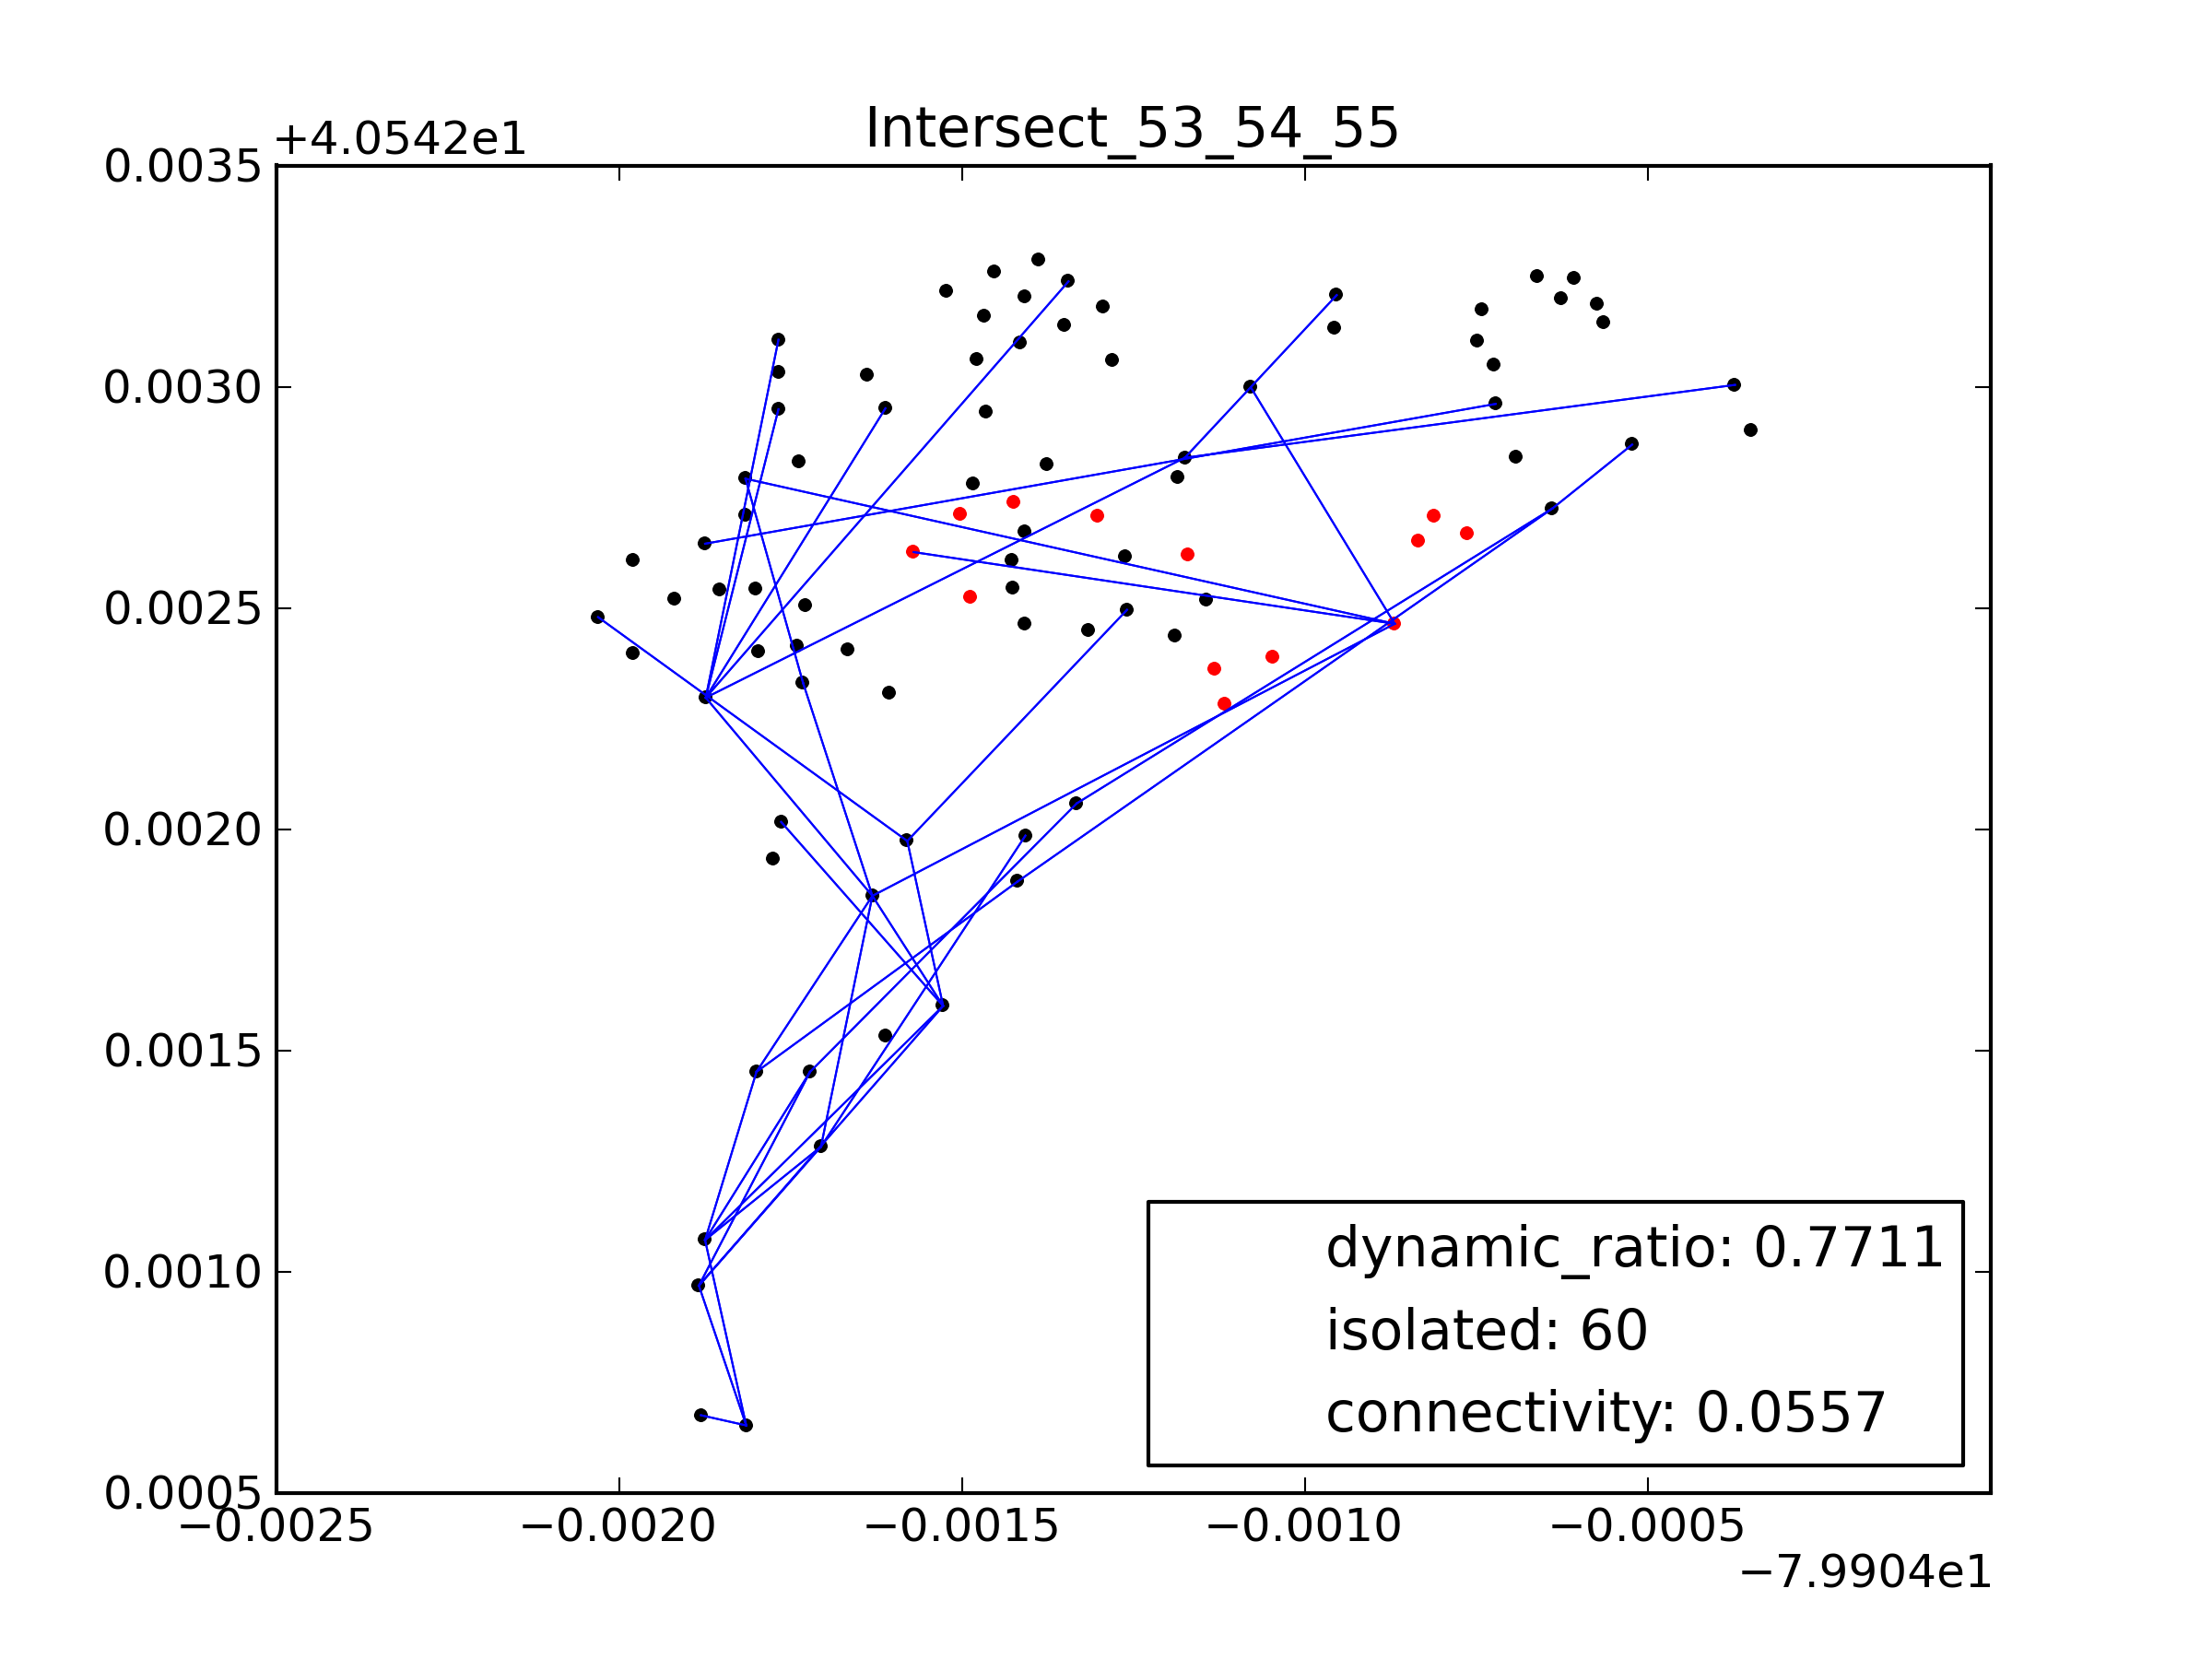 Intersect_53_54_55
+4.0542e1
0.0035
0.0030
0.0025
0.0020
0.0015
0.0010
0.0005
dynamic_ratio: 0.7711
isolated: 60
connectivity: 0.0557
−0.0025 −0.0020 −0.0015 −0.0010 −0.0005
−7.9904e1